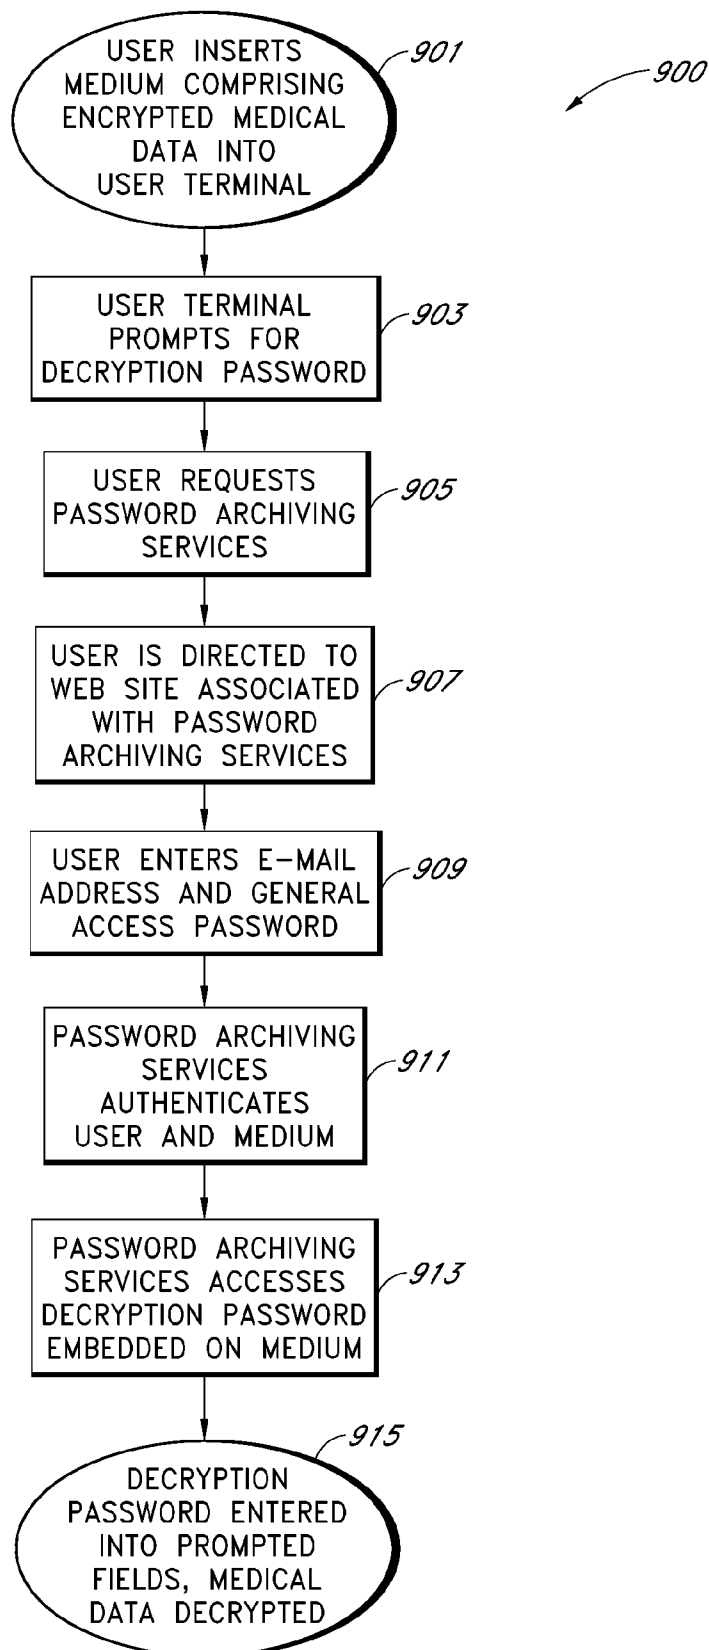 USER INSERTS
MEDIUM COMPRISING
ENCRYPTED MEDICAL
DATA INTO
USER TERMINAL
901
900
USER TERMINAL
PROMPTS FOR
DECRYPTION PASSWORD
903
USER REQUESTS
PASSWORD ARCHIVING
SERVICES
905
USER IS DIRECTED TO
WEB SITE ASSOCIATED
WITH PASSWORD
ARCHIVING SERVICES
907
USER ENTERS E-MAIL
ADDRESS AND GENERAL
ACCESS PASSWORD
909
PASSWORD ARCHIVING
SERVICES
AUTHENTICATES
USER AND MEDIUM
911
PASSWORD ARCHIVING
SERVICES ACCESSES
DECRYPTION PASSWORD
EMBEDDED ON MEDIUM
913
DECRYPTION
PASSWORD ENTERED
INTO PROMPTED
FIELDS, MEDICAL
DATA DECRYPTED
915